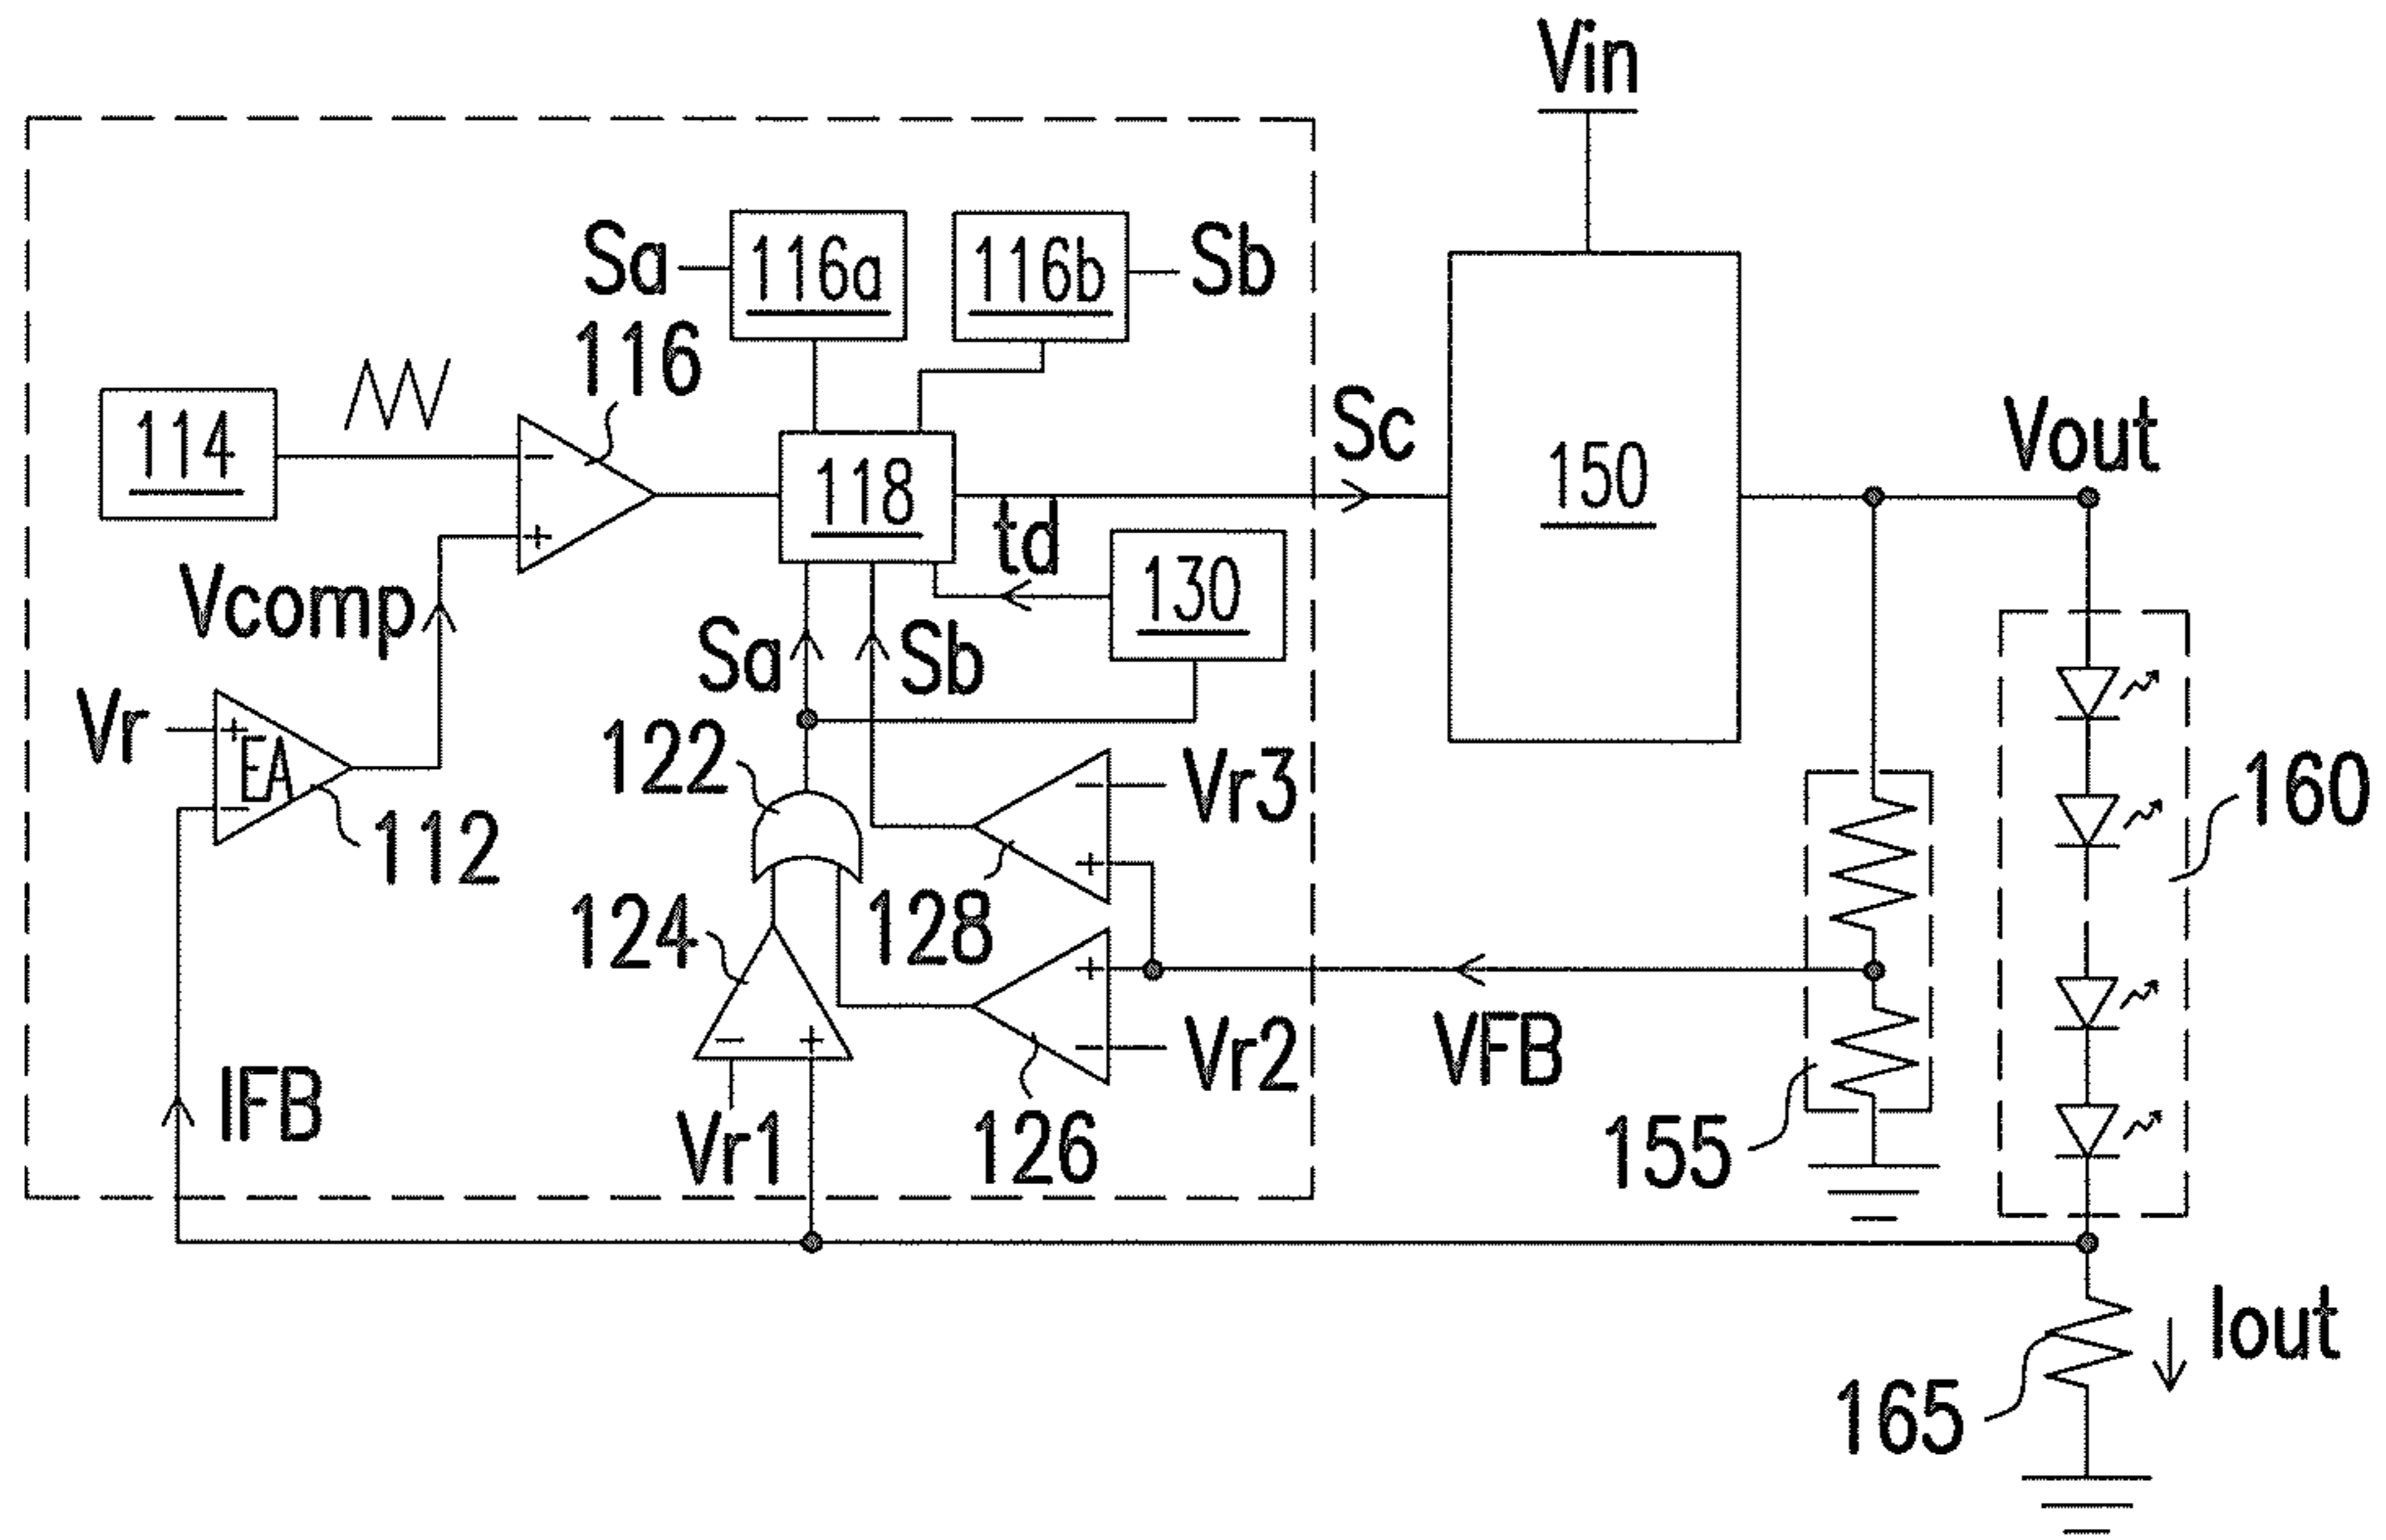 Vin
Sa
116a
116b
Sb
116
114
Sc
Vout
118
150
td
130
Vcomp
Sa
Sb
Vr
+
EA
−
112
122
Vr3
160
124
128
−
+
Vr2
VFB
IFB
Vr1
126
155
Iout
165